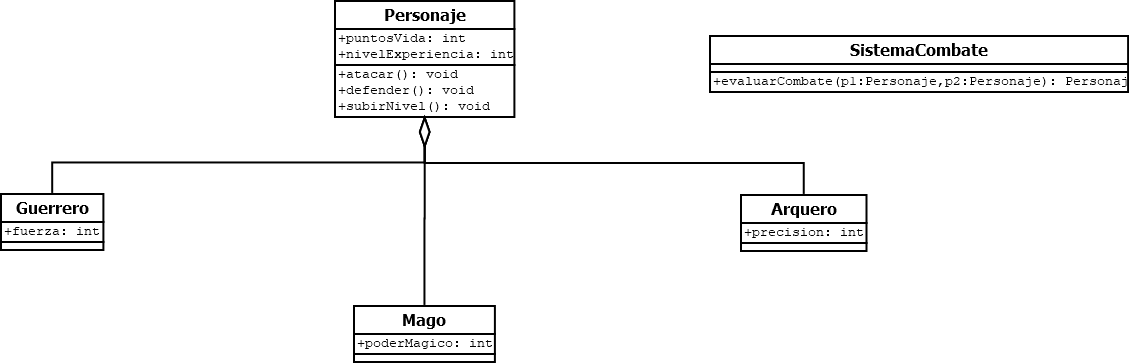 Personaje
+puntosVida: int
+nivelExperiencia: int
+atacar(): void
+defender(): void
+subirNivel(): void
SistemaCombate
+evaluarCombate(p1:Personaje,p2:Personaje): Personaj
Guerrero
+fuerza: int
Arquero
+precision: int
Mago
+poderMagico: int